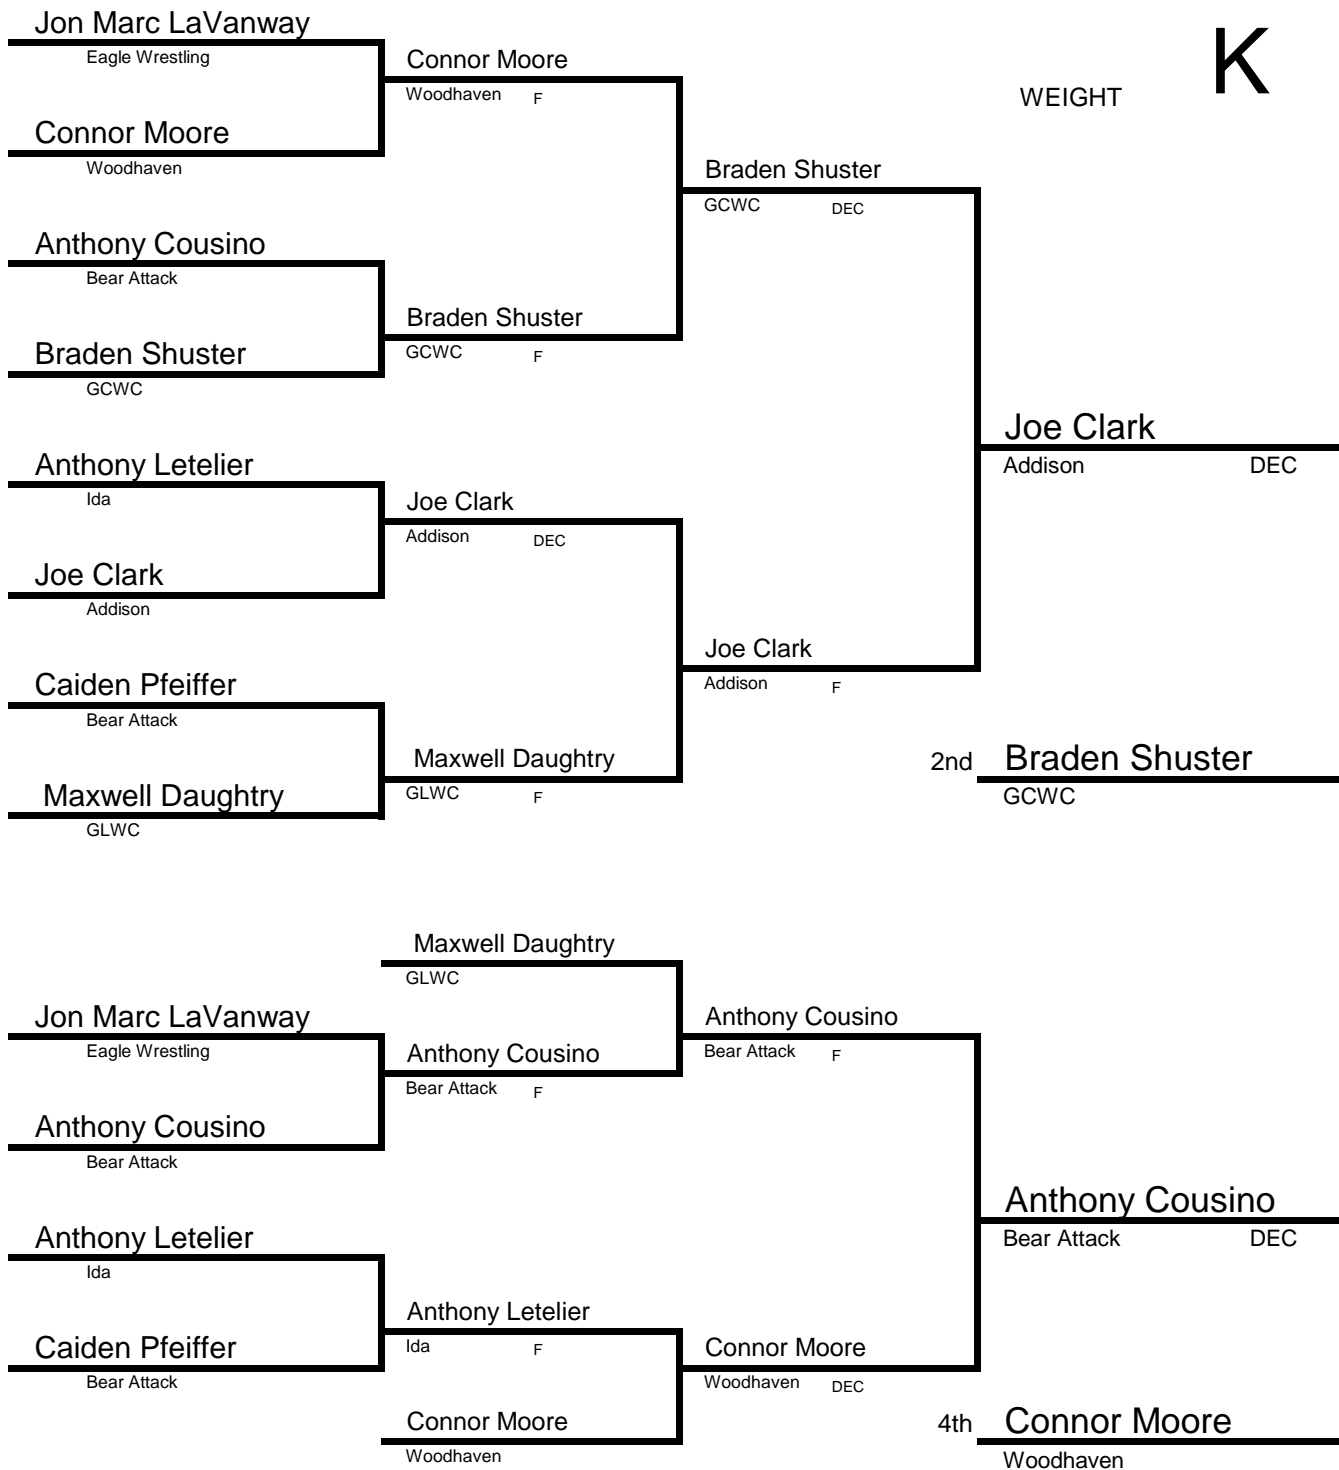 Jon Marc LaVanway
Eagle Wrestling
Connor Moore
Woodhaven F
K
WEIGHT
Connor Moore
Woodhaven
Braden Shuster
GCWC DEC
Anthony Cousino
Bear Attack
Braden Shuster
GCWC F
Braden Shuster
GCWC
Joe Clark
Addison DEC
Anthony Letelier
Ida
Joe Clark
Addison DEC
Joe Clark
Addison
Joe Clark
Addison F
Caiden Pfeiffer
Bear Attack
Maxwell Daughtry
GLWC F
2nd Braden Shuster
GCWC
Maxwell Daughtry
GLWC
Maxwell Daughtry
GLWC
Jon Marc LaVanway
Eagle Wrestling
Anthony Cousino
Bear Attack F
Anthony Cousino
Bear Attack F
Anthony Cousino
Bear Attack
Anthony Cousino
Bear Attack DEC
Anthony Letelier
Ida
Anthony Letelier
Ida F
Caiden Pfeiffer
Bear Attack
Connor Moore
Woodhaven DEC
Connor Moore
Woodhaven
4th Connor Moore
Woodhaven